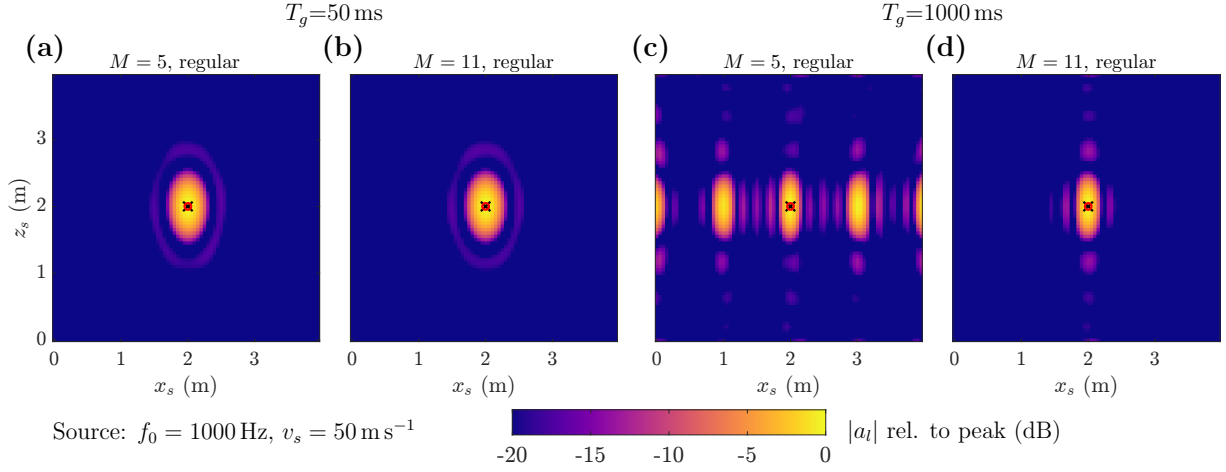 T_g=50 ms
T_g=1000 ms
(a)
(b)
(c)
(d)
M = 5, regular
M = 11, regular
M = 5, regular
M = 11, regular
z_s (m)
3
2
1
0
0 1 2 3
0 1 2 3
0 1 2 3
0 1 2 3
x_s (m)
x_s (m)
x_s (m)
x_s (m)
Source: f_0 = 1000 Hz, v_s = 50 m s^{-1}
|a_l| rel. to peak (dB)
-20 -15 -10 -5 0